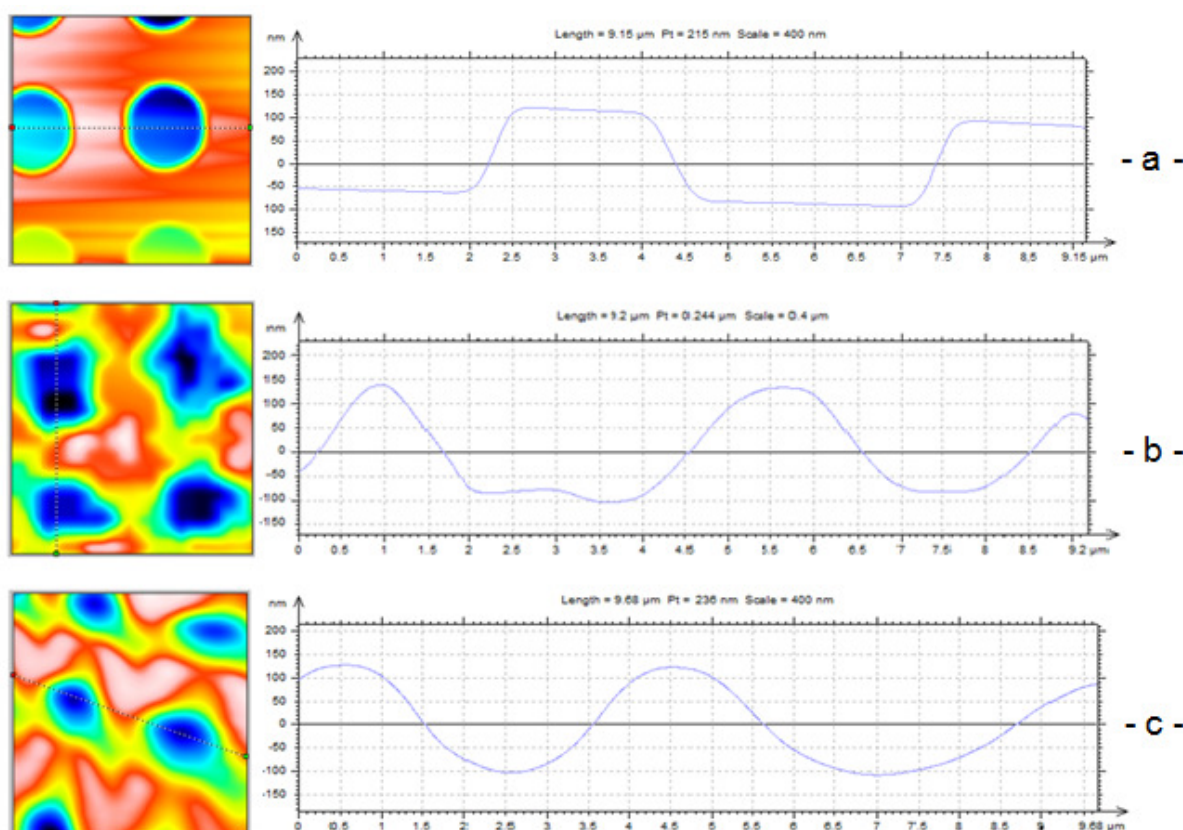 Length = 9.15 µm Pt = 215 nm Scale = 400 nm
nm
200
150
100
50
0
50
100
150
0 0.5 1 1.5 2 2.5 3 3.5 4 4.5 5 5.5 6 6.5 7 7.5 8 8.5 9.15 µm
- a -
Length = 9.2 µm Pt = 0.244 µm Scale = 0.4 µm
nm
200
150
100
50
0
-50
-100
-150
0 0.5 1 1.5 2 2.5 3 3.5 4 4.5 5 5.5 6 6.5 7 7.5 8 8.5 9.2 µm
- b -
Length = 9.68 µm Pt = 236 nm Scale = 400 nm
nm
200
150
100
50
0
-50
-100
-150
0 0.5 1 1.5 2 2.5 3 3.5 4 4.5 5 5.5 6 6.5 7 7.5 8 8.5 9 9.68 µm
- c -